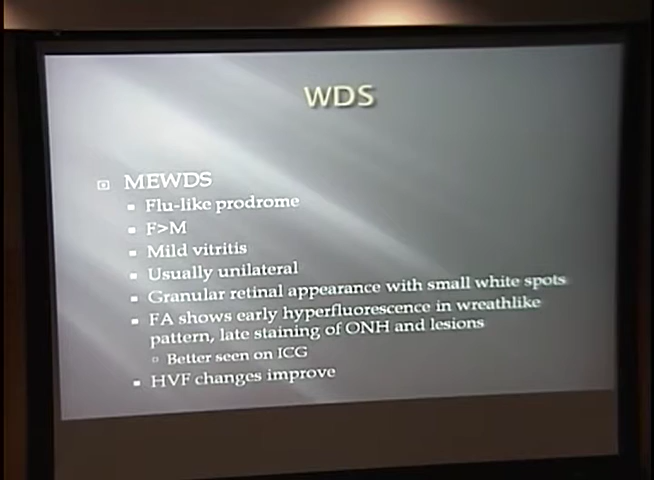 WDS
MEWDS
Flu-like prodrome
F>M
Mild vitritis
Usually unilateral
Granular retinal appearance with small white spots
FA shows early hyperfluorescence in wreathlike
pattern, late staining of ONH and lesions
Better seen on ICG
HVF changes improve